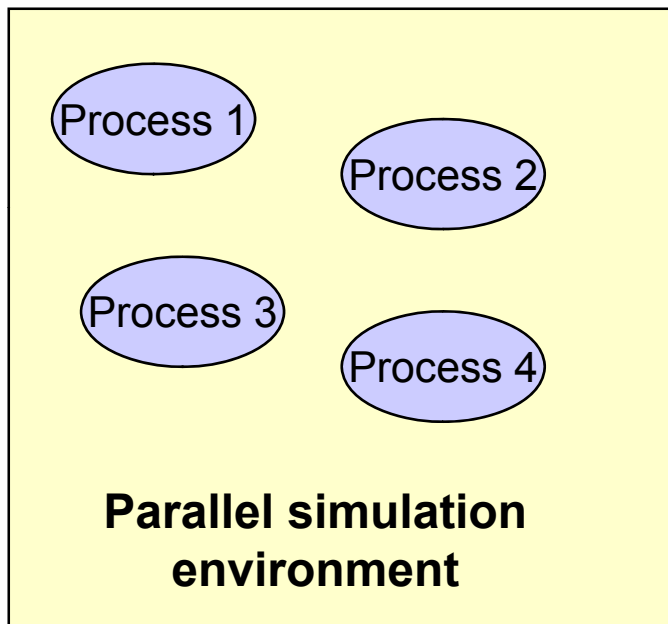 Process 1
Process 2
Process 3
Process 4
Parallel simulation
environment